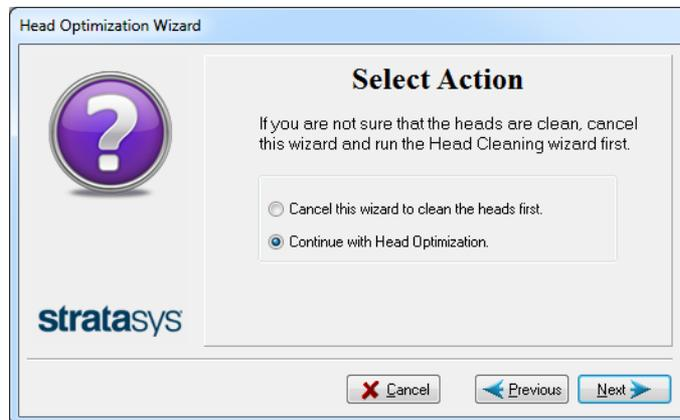 Head Optimization Wizard
Select Action
If you are not sure that the heads are clean, cancel
this wizard and run the Head Cleaning wizard first.
Cancel this wizard to clean the heads first.
Continue with Head Optimization.
stratasys
Cancel
Previous
Next